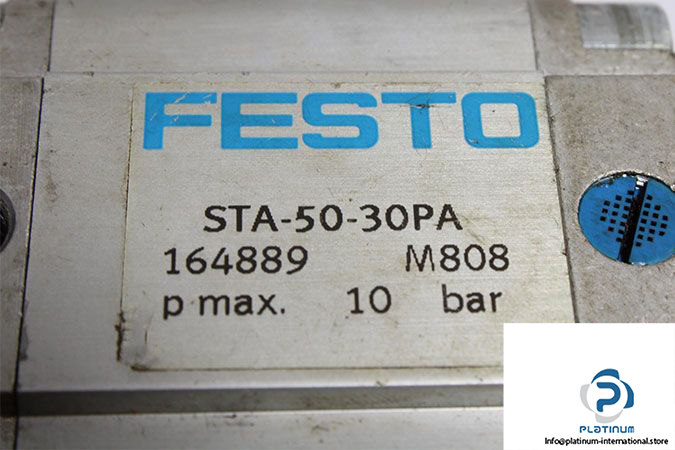 FESTO
STA-50-30PA
164889 M808
p max. 10 bar
PLATINUM
Info@platinum-international.store